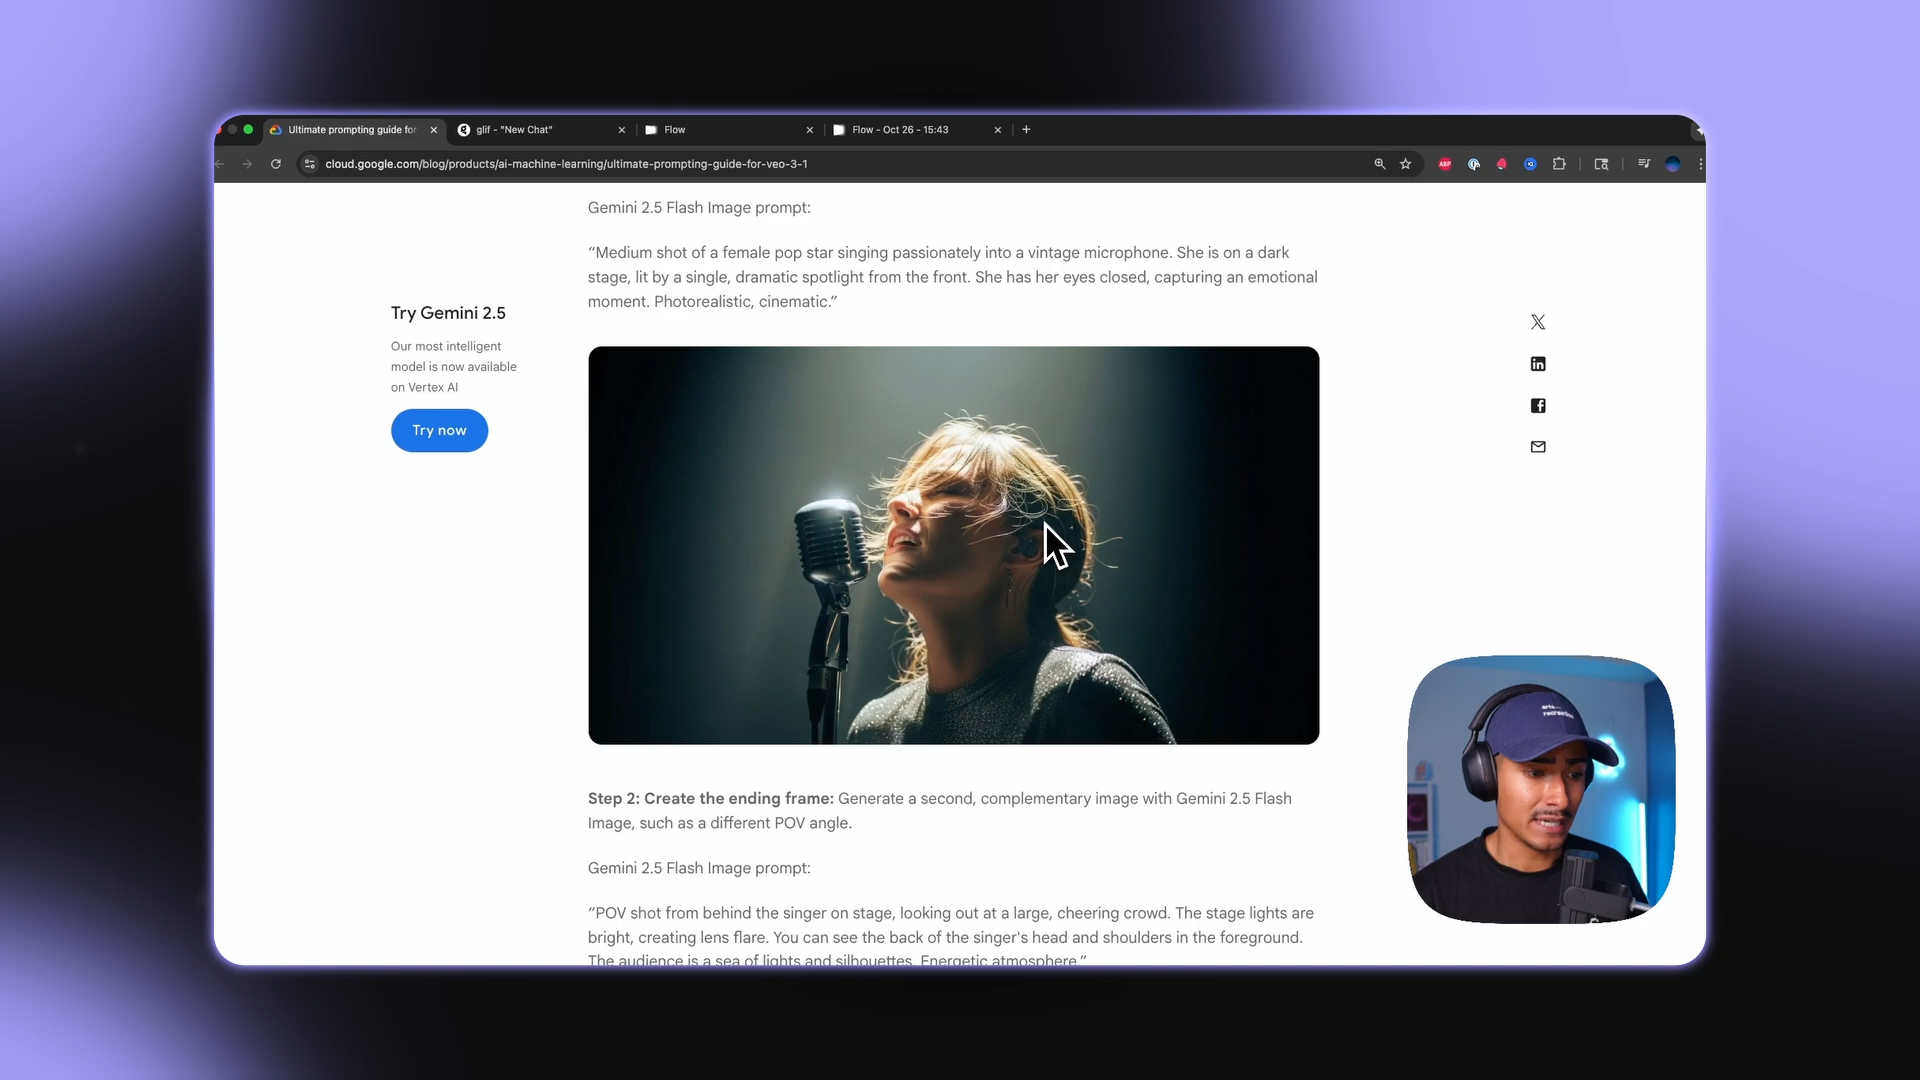 Ultimate prompting guide for
glif - "New Chat"
Flow
Flow - Oct 26 - 15:43
cloud.google.com/blog/products/ai-machine-learning/ultimate-prompting-guide-for-veo-3-1
ABP
Gemini 2.5 Flash Image prompt:
“Medium shot of a female pop star singing passionately into a vintage microphone. She is on a dark
stage, lit by a single, dramatic spotlight from the front. She has her eyes closed, capturing an emotional
moment. Photorealistic, cinematic.”
Try Gemini 2.5
Our most intelligent
model is now available
on Vertex AI
Try now
Step 2: Create the ending frame: Generate a second, complementary image with Gemini 2.5 Flash
Image, such as a different POV angle.
Gemini 2.5 Flash Image prompt:
“POV shot from behind the singer on stage, looking out at a large, cheering crowd. The stage lights are
bright, creating lens flare. You can see the back of the singer's head and shoulders in the foreground.
The audience is a sea of lights and silhouettes. Energetic atmosphere.”